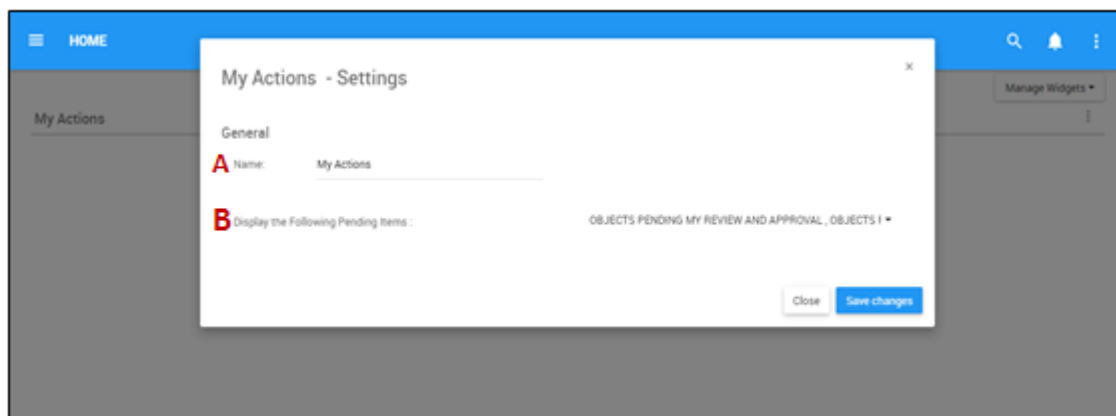 HOME
My Actions - Settings
×
Manage Widgets
My Actions
General
A Name: My Actions
B Display the Following Pending Items : OBJECTS PENDING MY REVIEW AND APPROVAL , OBJECTS
Close Save changes